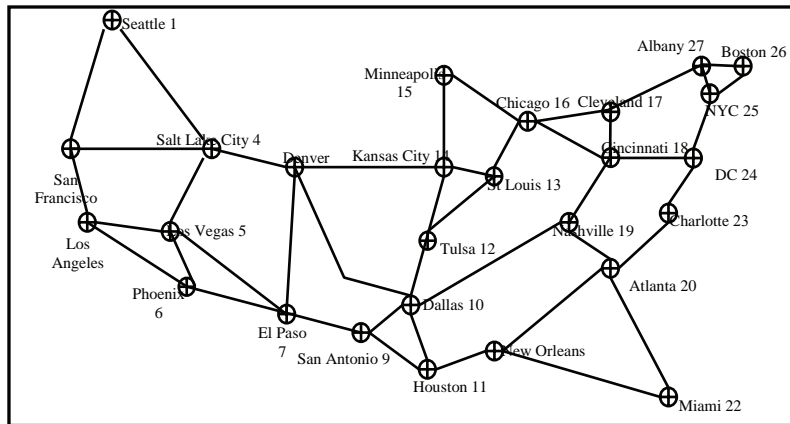 Seattle 1
Albany 27
Boston 26
Minneapoli
15
Chicago 16
Cleveland 17
NYC 25
Salt Lake City 4
Denver
Kansas City 14
Cincinnati 18
St Louis 13
DC 24
San
Francisco
Los
Angeles
Las Vegas 5
Tulsa 12
Nashville 19
Charlotte 23
Phoenix
6
Dallas 10
Atlanta 20
El Paso
7
San Antonio 9
New Orleans
Houston 11
Miami 22